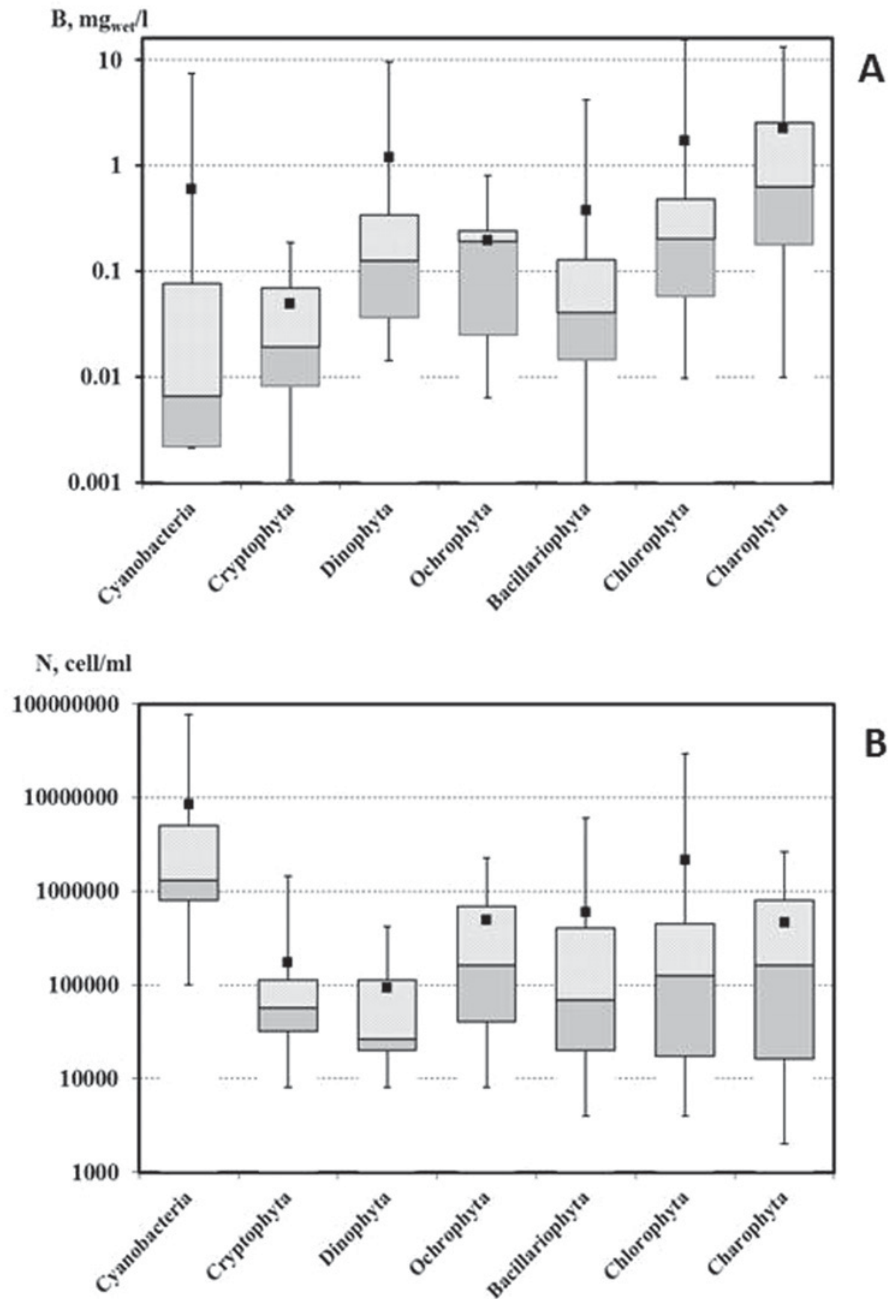 B, mgwet/l
A
10
1
0.1
0.01
0.001
Cyanobacteria
Cryptophyta
Dinophyta
Ochrophyta
Bacillariophyta
Chlorophyta
Charophyta
N, cell/ml
B
100000000
10000000
1000000
100000
10000
1000
Cyanobacteria
Cryptophyta
Dinophyta
Ochrophyta
Bacillariophyta
Chlorophyta
Charophyta